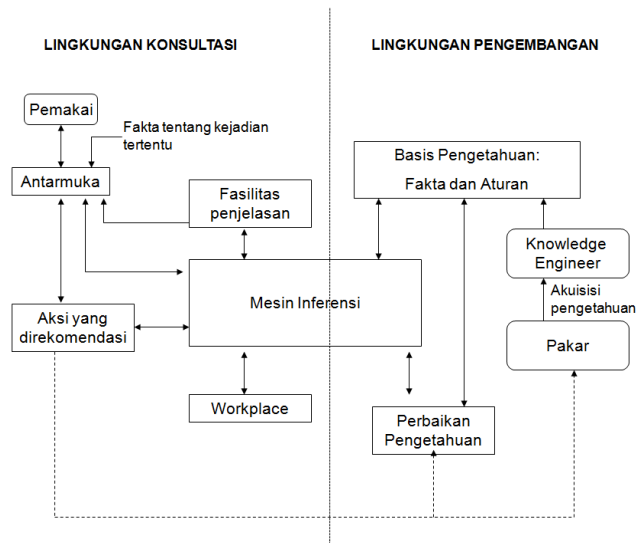 LINGKUNGAN KONSULTASI
LINGKUNGAN PENGEMBANGAN
Pemakai
Fakta tentang kejadian
tertentu
Antarmuka
Fasilitas
penjelasan
Basis Pengetahuan:
Fakta dan Aturan
Knowledge
Engineer
Akuisisi
pengetahuan
Mesin Inferensi
Aksi yang
direkomendasi
Pakar
Workplace
Perbaikan
Pengetahuan